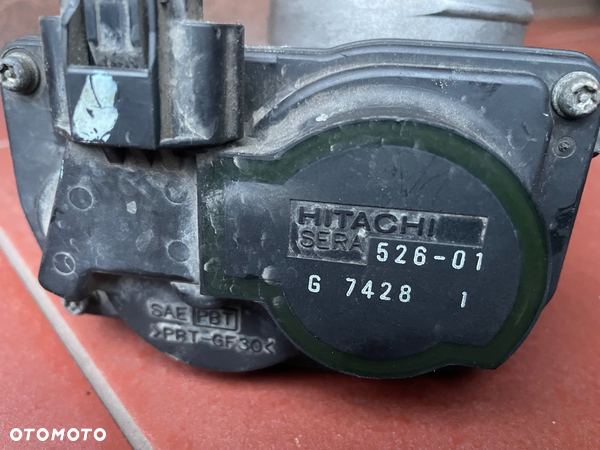 HITACHI
SERA 526-01
G 7428 1
SAE PBT
>PBT-GF30<
OTOMOTO